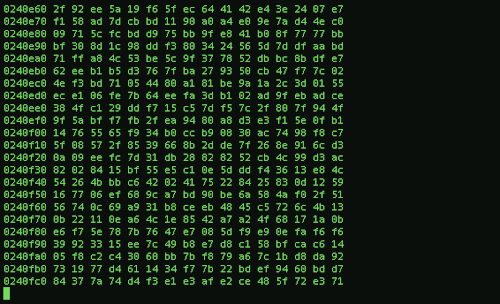 0240e60 2f 92 ee 5a 19 f6 5f ec 64 41 42 e4 3e 24 07 e7
0240e70 f1 58 ad 7d cb bd 11 98 a0 a4 e0 9e 7a d4 4e c0
0240e80 09 71 5c fc bd d9 75 bb 9f e8 41 b0 8f 77 77 bb
0240e90 bf 30 8d 1c 98 dd f3 80 34 24 56 5d 7d df aa bd
0240ea0 71 ff a8 4c 53 be 5c 9f 37 78 52 db bc 8b df e7
0240eb0 62 ee b1 b5 d3 76 7f ba 27 93 50 cb 47 f7 7c 02
0240ec0 4e f3 bd 71 05 44 80 a1 81 be 9a 1a 2c 3d 01 55
0240ed0 ec e1 06 fe 7b 64 ee fa 3d b1 02 ad 9f eb ad ce
0240ee0 38 4f c1 29 dd f7 15 c5 7d f5 7c 2f 80 7f 94 4f
0240ef0 9f 5a bf f7 fb 2f ea 94 80 a8 d3 e3 f1 5e 0f b1
0240f00 14 76 55 65 f9 34 b0 cc b9 08 30 ac 74 98 f8 c7
0240f10 5f 08 57 2f 85 39 66 8b 2d de 7f 26 8e 91 6c d3
0240f20 0a 09 ee fc 7d 31 db 28 82 82 52 cb 4c 99 d3 ac
0240f30 82 02 84 15 bf 55 e5 c1 0e 5d dd f4 36 13 e8 4c
0240f40 54 26 4b bb c6 42 02 41 75 22 84 25 83 0d 12 59
0240f50 16 77 06 ef 68 9c a7 bd 90 be 6a 58 4a f0 2f 51
0240f60 56 74 0c 69 a9 31 b8 ce eb 48 45 c5 72 6c 4b 13
0240f70 0b 22 11 0e a6 4c 1e 85 42 a7 a2 4f 68 17 1a 0b
0240f80 e6 f7 5e 78 7b 76 47 e7 08 5d f9 e9 0e fa f6 f6
0240f90 39 92 33 15 ee 7c 49 b8 e7 d8 c1 58 bf ca c6 14
0240fa0 05 f8 c2 c4 30 60 bb 7b f8 79 a6 7c 1b d8 da 92
0240fb0 73 19 77 d4 61 14 34 f7 7b 22 bd ef 94 60 bd d7
0240fc0 84 37 7a 74 d4 f3 e1 e3 af e2 ce 48 5f 72 e3 71